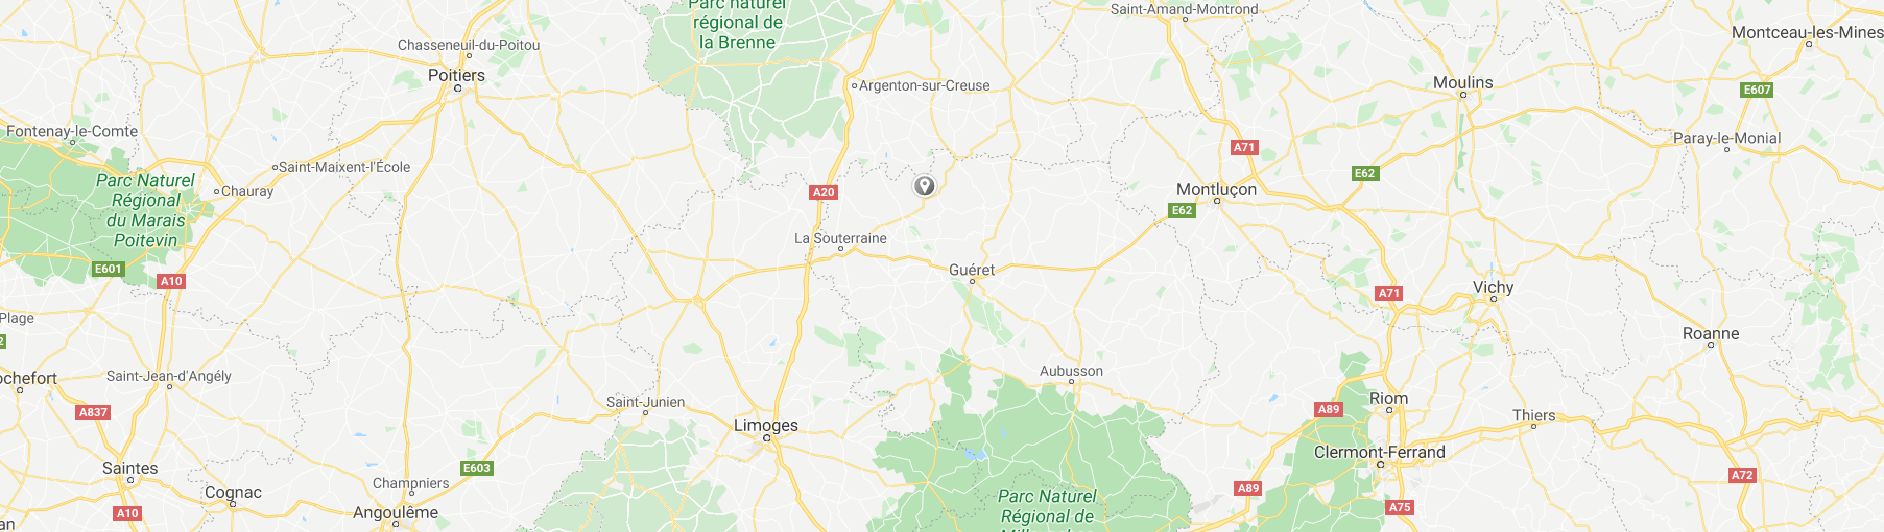 Parc naturel
régional de
la Brenne
Saint-Amand-Montrond
Montceau-les-Mines
Chasseneuil-du-Poitou
Poitiers
Argenton-sur-Creuse
Moulins
E607
Fontenay-le-Comte
Paray-le-Monial
A71
Saint-Maixent-l'École
E62
Parc Naturel
Régional
du Marais
Poitevin
Chauray
A20
Montluçon
E62
La Souterraine
E601
A10
Guéret
A71
Vichy
Plage
2
Roanne
ochefort
Saint-Jean-d'Angély
Aubusson
A837
Saint-Junien
A89
Riom
Thiers
Limoges
Clermont-Ferrand
Saintes
E603
A72
Cognac
Champniers
A89
Parc Naturel
Régional de
A10
Angoulême
A75
an